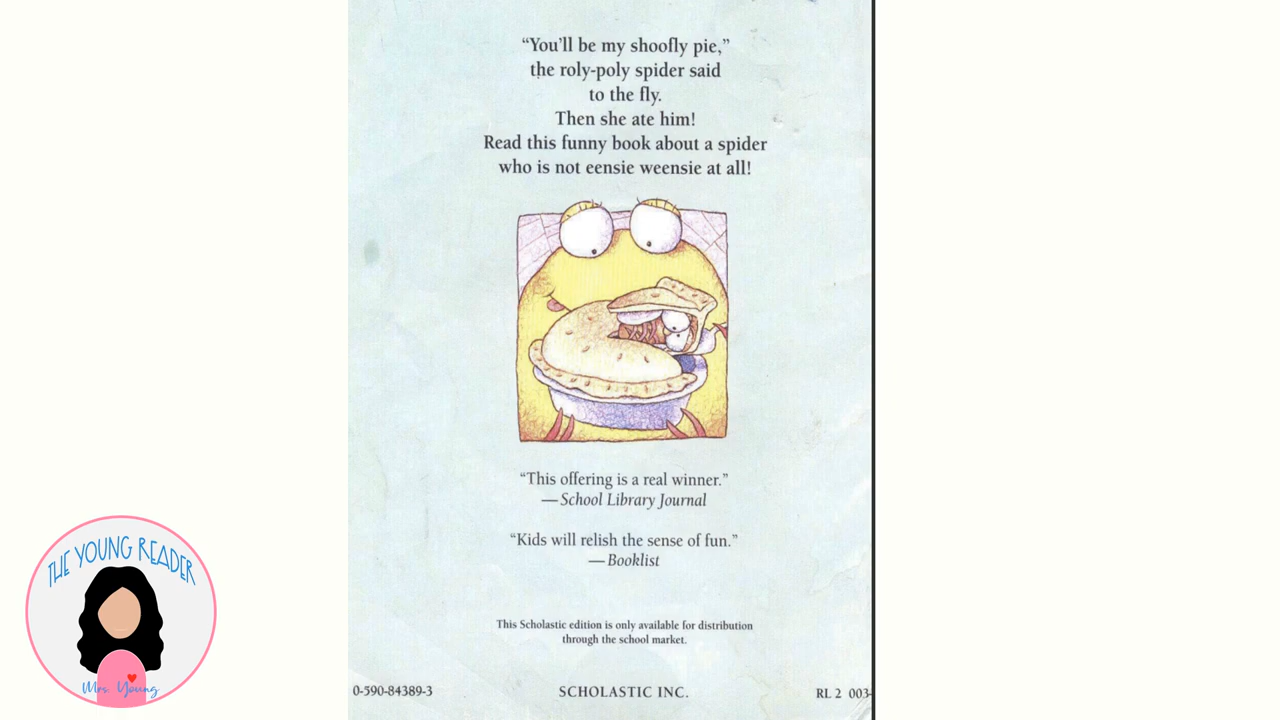 “You’ll be my shoofly pie,”
the roly-poly spider said
to the fly.
Then she ate him!
Read this funny book about a spider
who is not eensie weensie at all!
“This offering is a real winner.”
—School Library Journal
“Kids will relish the sense of fun.”
—Booklist
This Scholastic edition is only available for distribution
through the school market.
0-590-84389-3 SCHOLASTIC INC. RL 2 003-
THE YOUNG READER
Mrs Young